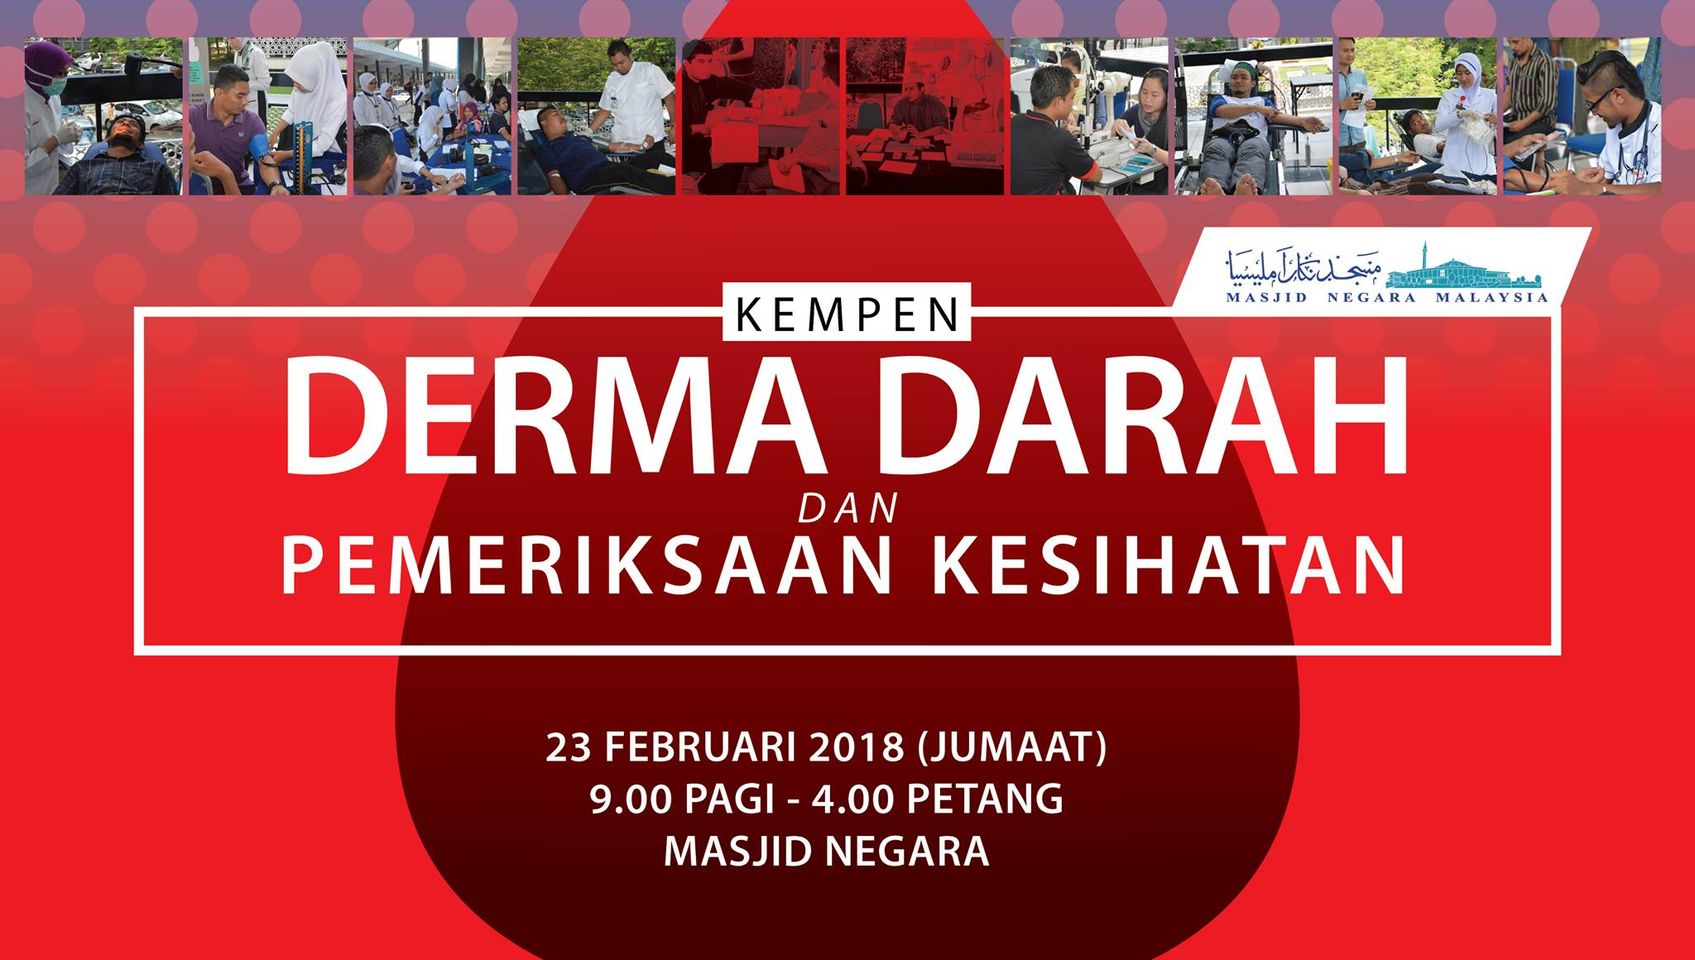 مسجد نݢارا مليسيا
MASJID NEGARA MALAYSIA
KEMPEN
DERMA DARAH
DAN
PEMERIKSAAN KESIHATAN
23 FEBRUARI 2018 (JUMAAT)
9.00 PAGI - 4.00 PETANG
MASJID NEGARA